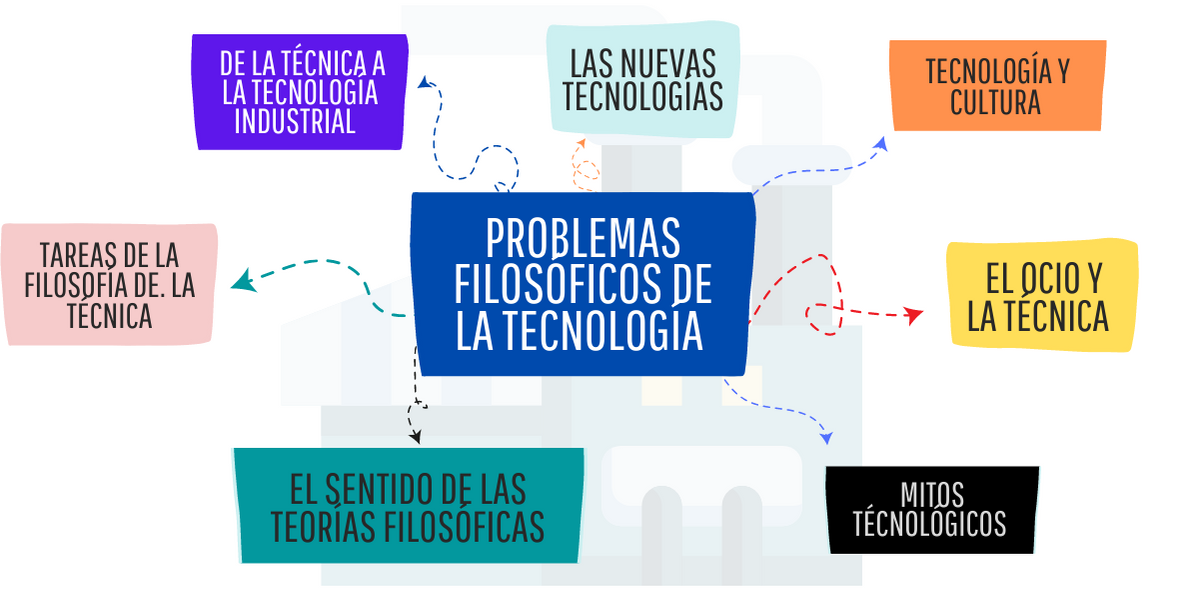 DE LA TÉCNICA A
LA TECNOLOGÍA
INDUSTRIAL
LAS NUEVAS
TECNOLOGIAS
TECNOLOGÍA Y
CULTURA
TAREAS DE LA
FILOSOFÍA DE. LA
TÉCNICA
PROBLEMAS
FILOSÓFICOS DE
LA TECNOLOGÍA
EL OCIO Y
LA TÉCNICA
EL SENTIDO DE LAS
TEORÍAS FILOSÓFICAS
MITOS
TÉCNOLÓGICOS